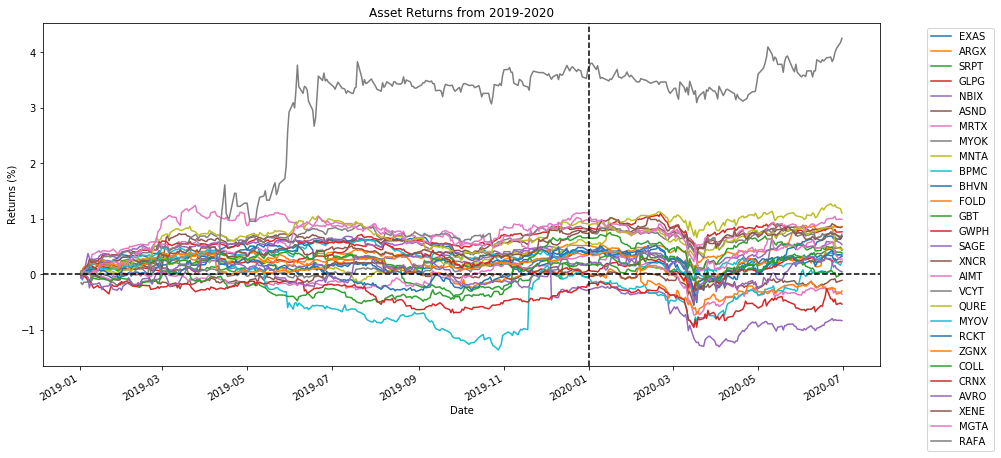 Asset Returns from 2019-2020
Returns (%)
4
3
2
1
0
−1
2019-01
2019-03
2019-05
2019-07
2019-09
2019-11
2020-01
2020-03
2020-05
2020-07
Date
EXAS
ARGX
SRPT
GLPG
NBIX
ASND
MRTX
MYOK
MNTA
BPMC
BHVN
FOLD
GBT
GWPH
SAGE
XNCR
AIMT
VCYT
QURE
MYOV
RCKT
ZGNX
COLL
CRNX
AVRO
XENE
MGTA
RAFA